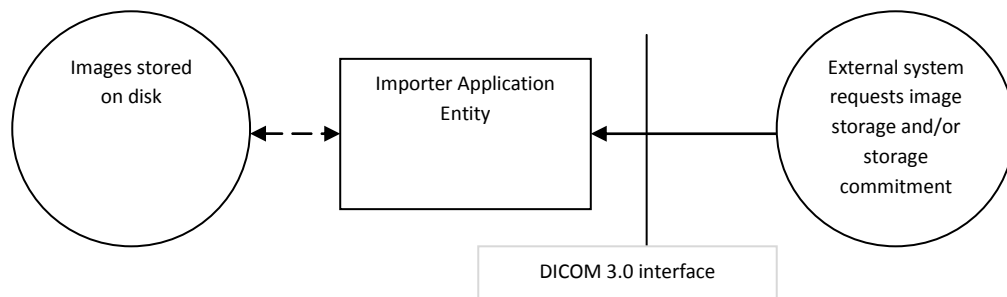 Images stored
on disk
Importer Application
Entity
External system
requests image
storage and/or
storage
commitment
DICOM 3.0 interface